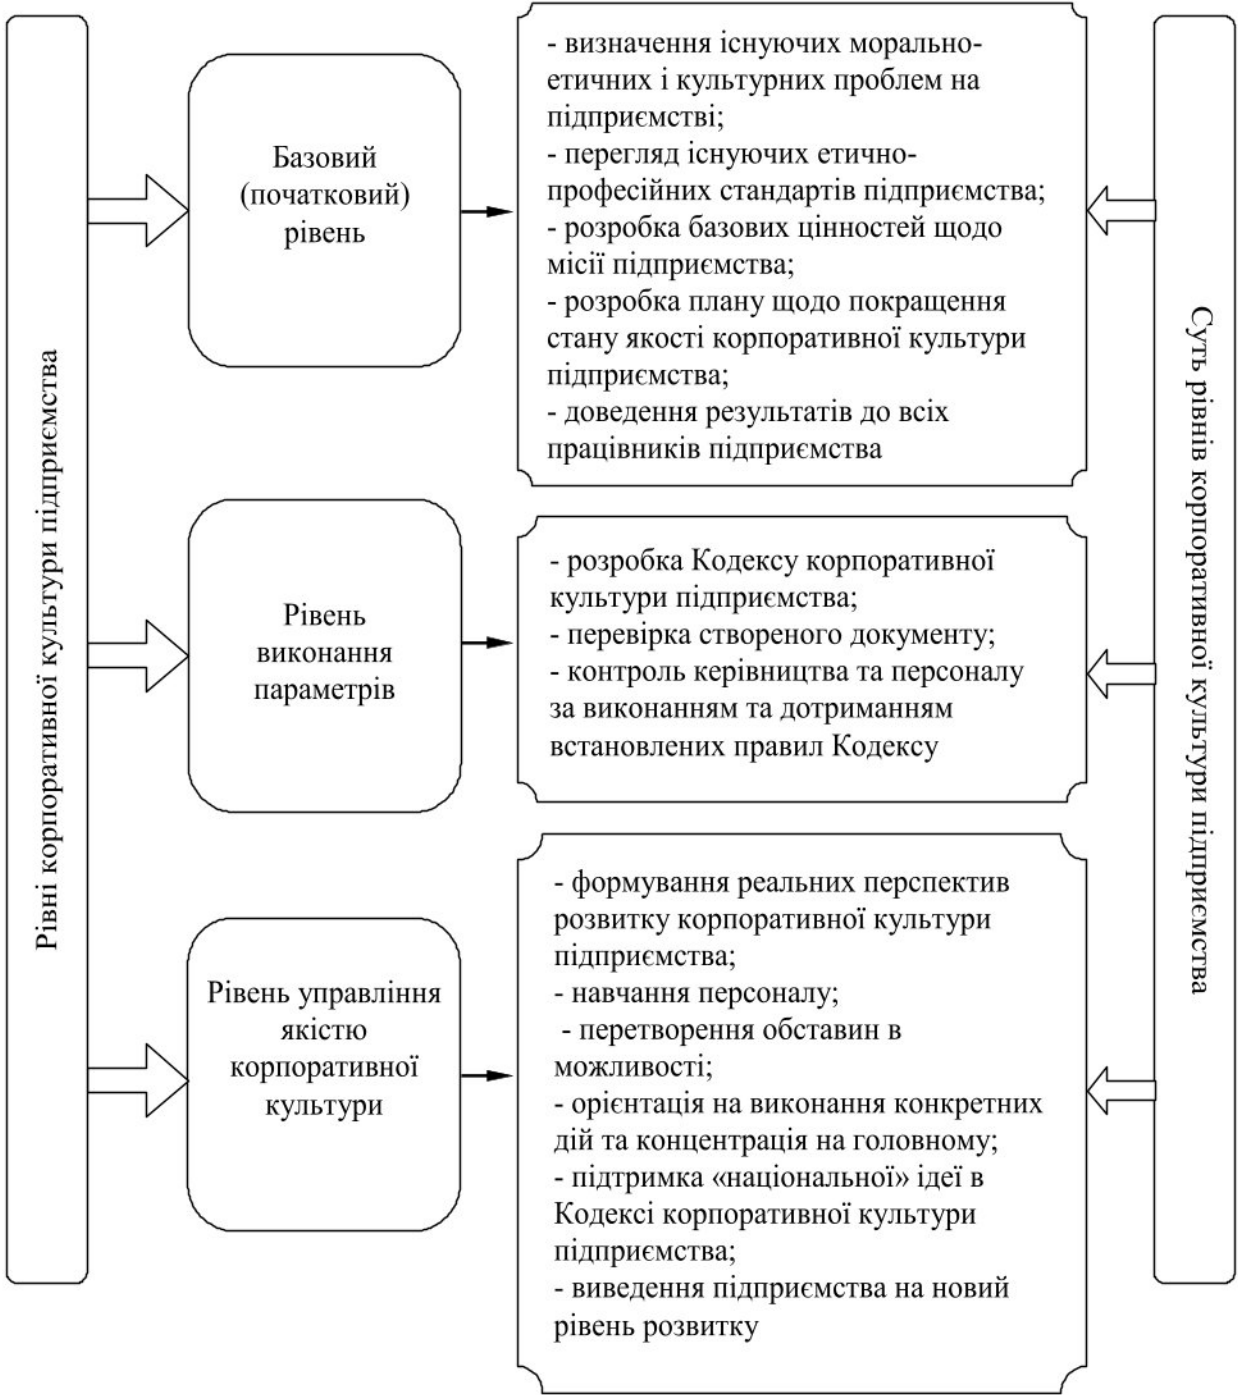 Рівні корпоративної культури підприємства
Базовий
(початковий)
рівень
- визначення існуючих морально-
етичних і культурних проблем на
підприємстві;
- перегляд існуючих етично-
професійних стандартів підприємства;
- розробка базових цінностей щодо
місії підприємства;
- розробка плану щодо покращення
стану якості корпоративної культури
підприємства;
- доведення результатів до всіх
працівників підприємства
Рівень
виконання
параметрів
- розробка Кодексу корпоративної
культури підприємства;
- перевірка створеного документу;
- контроль керівництва та персоналу
за виконанням та дотриманням
встановлених правил Кодексу
Рівень управління
якістю
корпоративної
культури
- формування реальних перспектив
розвитку корпоративної культури
підприємства;
- навчання персоналу;
- перетворення обставин в
можливості;
- орієнтація на виконання конкретних
дій та концентрація на головному;
- підтримка «національної» ідеї в
Кодексі корпоративної культури
підприємства;
- виведення підприємства на новий
рівень розвитку
Суть рівнів корпоративної культури підприємства